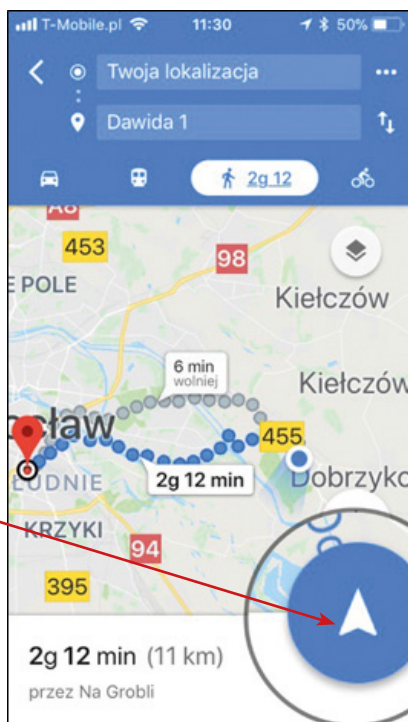 T-Mobile.pl 11:30 50%
Twoja lokalizacja
Dawida 1
2g 12
A8
453
98
E POLE
Kiełczów
6 min
wolniej
Kiełczów
ocław
455
ŁUDNIE
2g 12 min
Dobrzyko
KRZYKI
94
395
2g 12 min (11 km)
przez Na Grobli